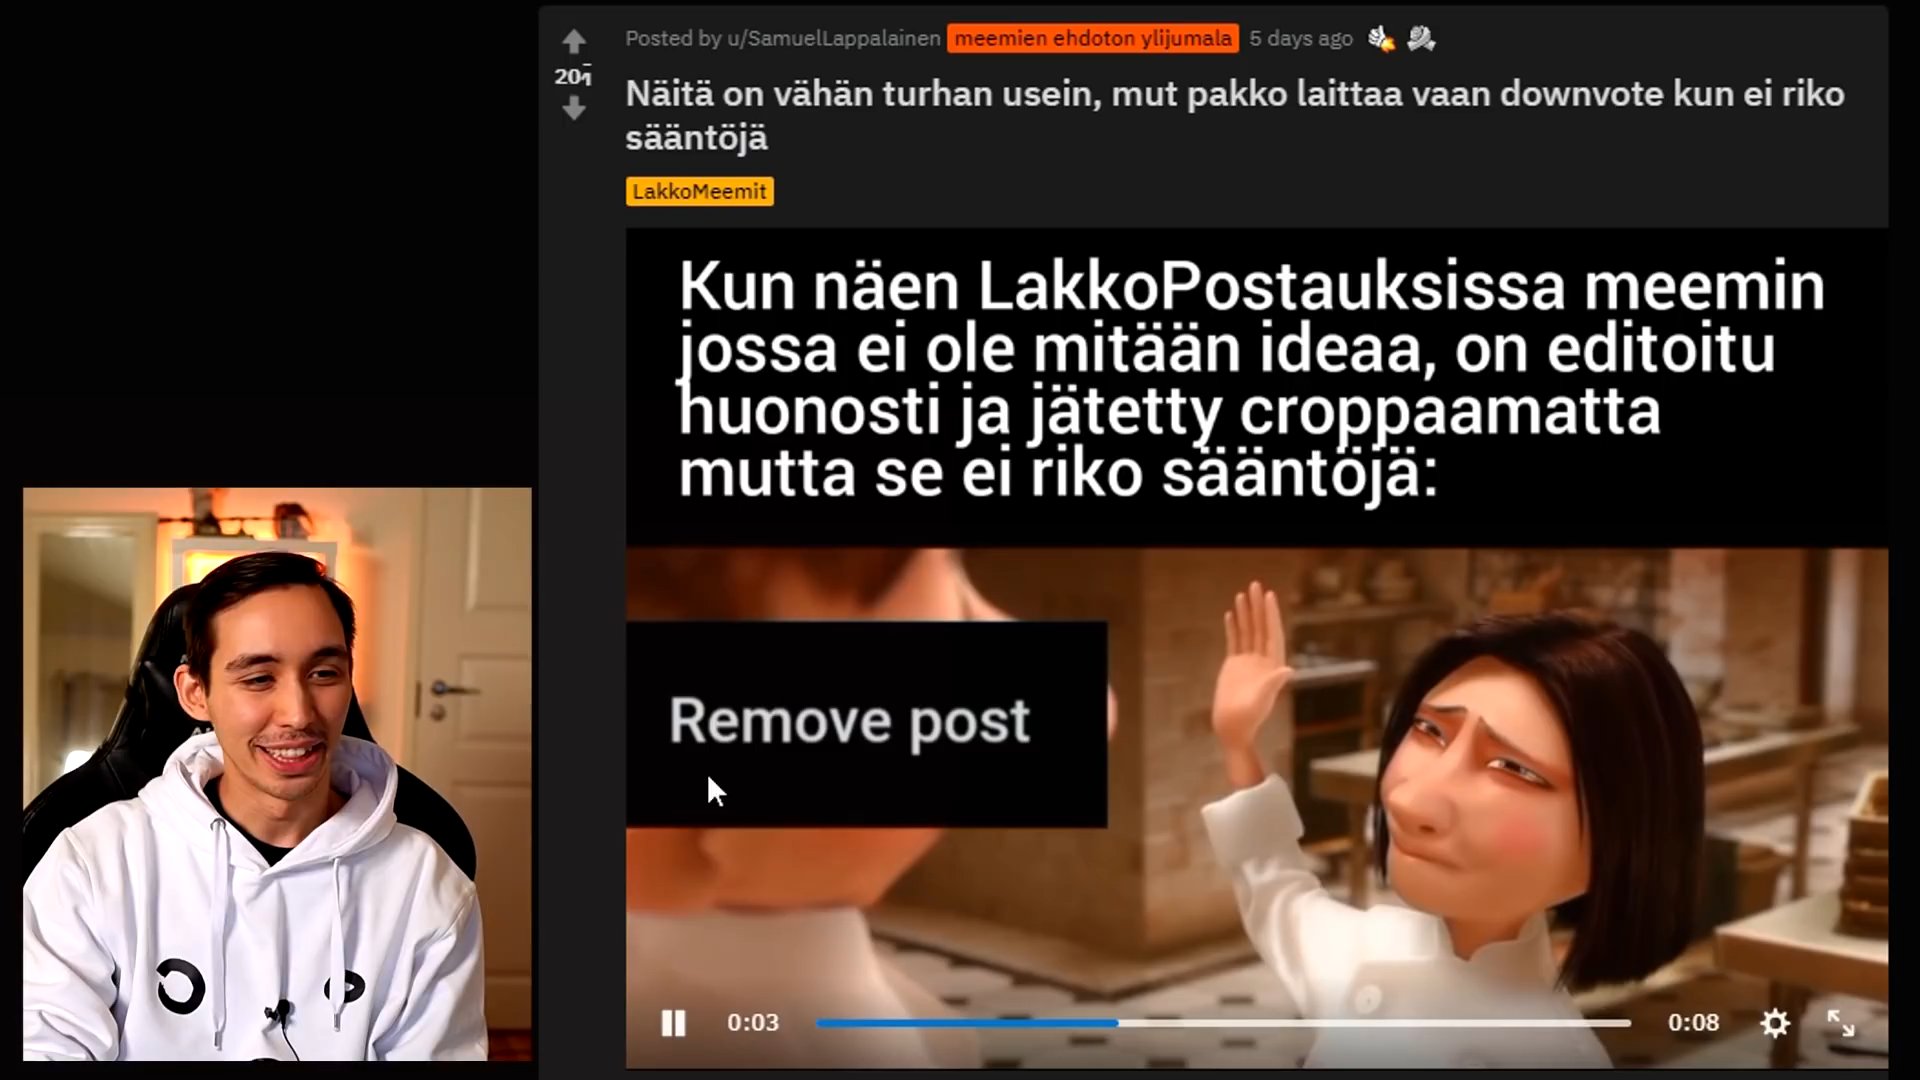 Posted by u/SamuelLappalainen meemien ehdoton ylijumala 5 days ago
201
Näitä on vähän turhan usein, mut pakko laittaa vaan downvote kun ei riko
sääntöjä
LakkoMeemit
Kun näen LakkoPostauksissa meemin
jossa ei ole mitään ideaa, on editoitu
huonosti ja jätetty croppaamatta
mutta se ei riko sääntöjä:
Remove post
0:03
0:08